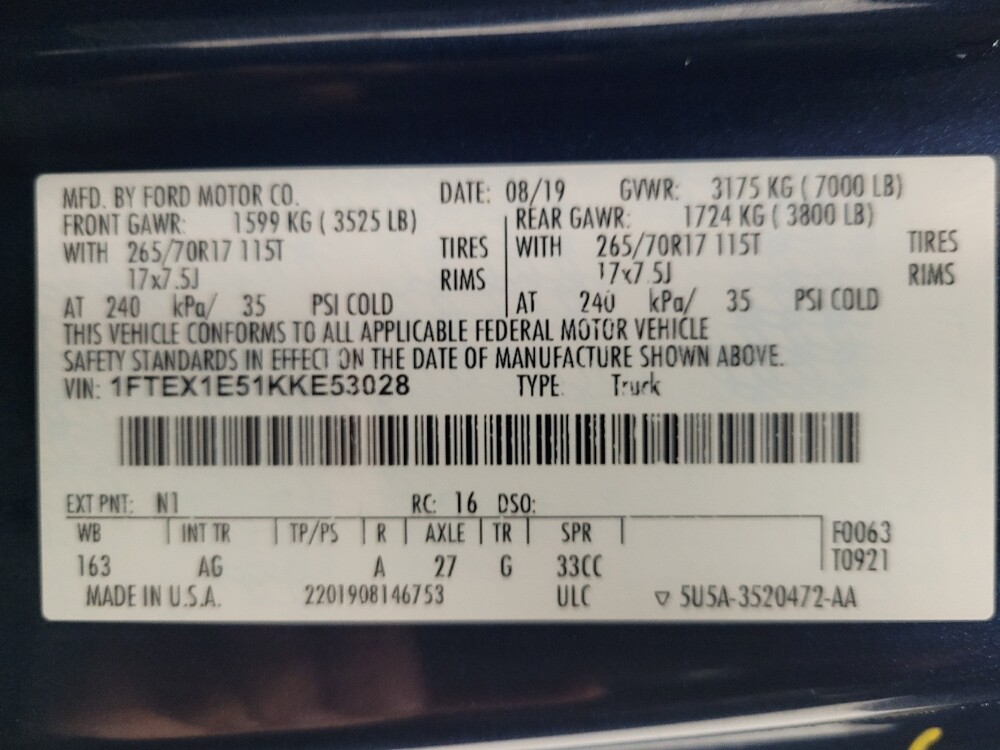 MFD. BY FORD MOTOR CO. DATE: 08/19 GVWR: 3175 KG ( 7000 LB)
FRONT GAWR: 1599 KG ( 3525 LB) REAR GAWR: 1724 KG ( 3800 LB)
WITH 265/70R17 115T TIRES WITH 265/70R17 115T TIRES
17x7.5J RIMS 17x7.5J RIMS
AT 240 kPa/ 35 PSI COLD AT 240 kPa/ 35 PSI COLD
THIS VEHICLE CONFORMS TO ALL APPLICABLE FEDERAL MOTOR VEHICLE
SAFETY STANDARDS IN EFFECT ON THE DATE OF MANUFACTURE SHOWN ABOVE.
VIN: 1FTEX1E51KKE53028 TYPE: Truck
EXT PNT: N1 RC: 16 DSO:
WB INT TR TP/PS R AXLE TR SPR F0063
163 AG A 27 G 33CC T0921
MADE IN U.S.A. 2201908146753 ULC ▽ 5U5A-3520472-AA